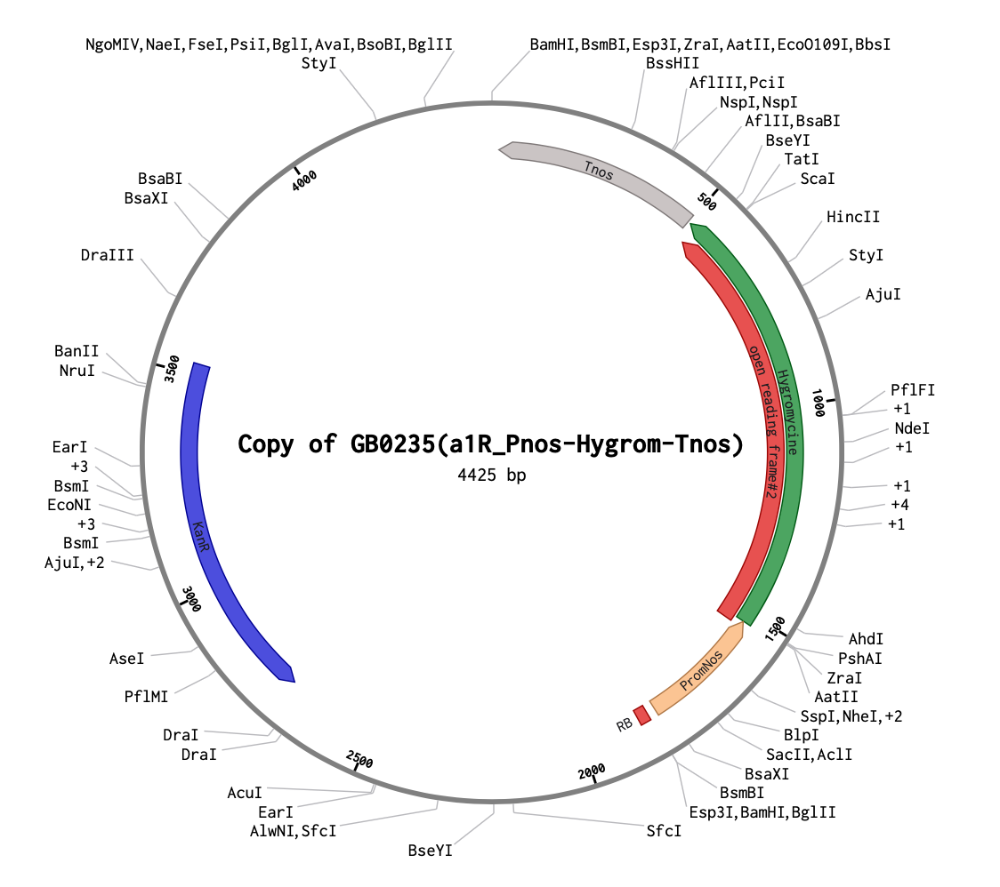 NgoMIV,NaeI,FseI,PsiI,BglI,AvaI,BsoBI,BglII
BamHI,BsmBI,Esp3I,ZraI,AatII,EcoO109I,BbsI
StyI
BssHII
AflIII,PciI
NspI,NspI
AflII,BsaBI
BseYI
TatI
ScaI
HincII
StyI
AjuI
PflFI
+1
NdeI
+1
+1
+4
+1
AhdI
PshAI
ZraI
AatII
SspI,NheI,+2
BlpI
SacII,AclI
BsaXI
BsmBI
Esp3I,BamHI,BglII
SfcI
BseYI
AlwNI,SfcI
EarI
AcuI
DraI
DraI
PflMI
AseI
AjuI,+2
BsmI
+3
EcoNI
BsmI
+3
EarI
NruI
BanII
DraIII
BsaXI
BsaBI
500
1000
1500
2000
2500
3000
3500
4000
Tnos
Hygromycine
open reading frame#2
PromNos
RB
KanR
Copy of GB0235(a1R_Pnos-Hygrom-Tnos)
4425 bp